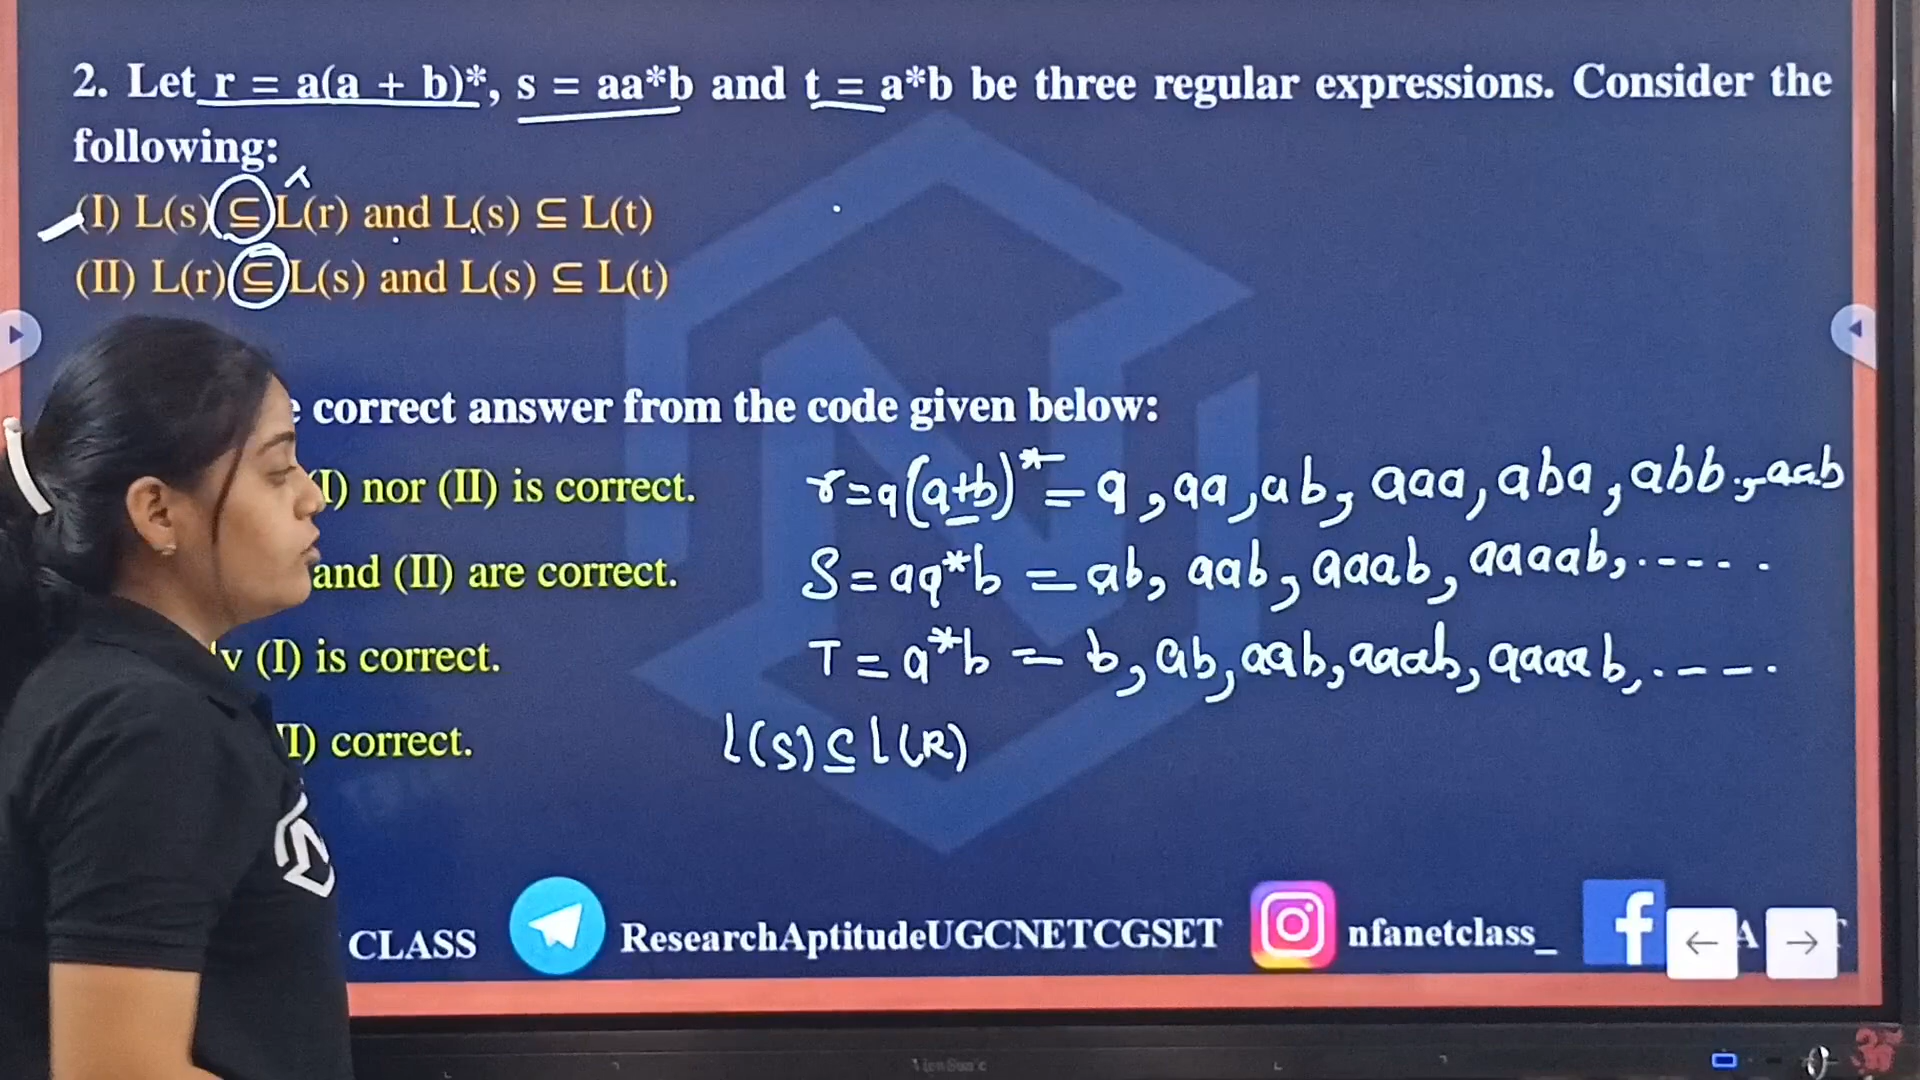 2. Let r = a(a + b)*, s = aa*b and t = a*b be three regular expressions. Consider the
following:
(I) L(s) ⊆ L(r) and L(s) ⊆ L(t)
(II) L(r) ⊆ L(s) and L(s) ⊆ L(t)
correct answer from the code given below:
(I) nor (II) is correct.
and (II) are correct.
(I) is correct.
correct.
r=a(a+b)* = a, aa, ab, aaa, aba, abb, aab
S = aa*b = ab, aab, aaab, aaaab, .....
T = a*b = b, ab, aab, aaab, aaaab, . _ _ .
L(S) ⊆ L(R)
CLASS
ResearchAptitudeUGCNETCGSET
nfanetclass_
ViewSonic